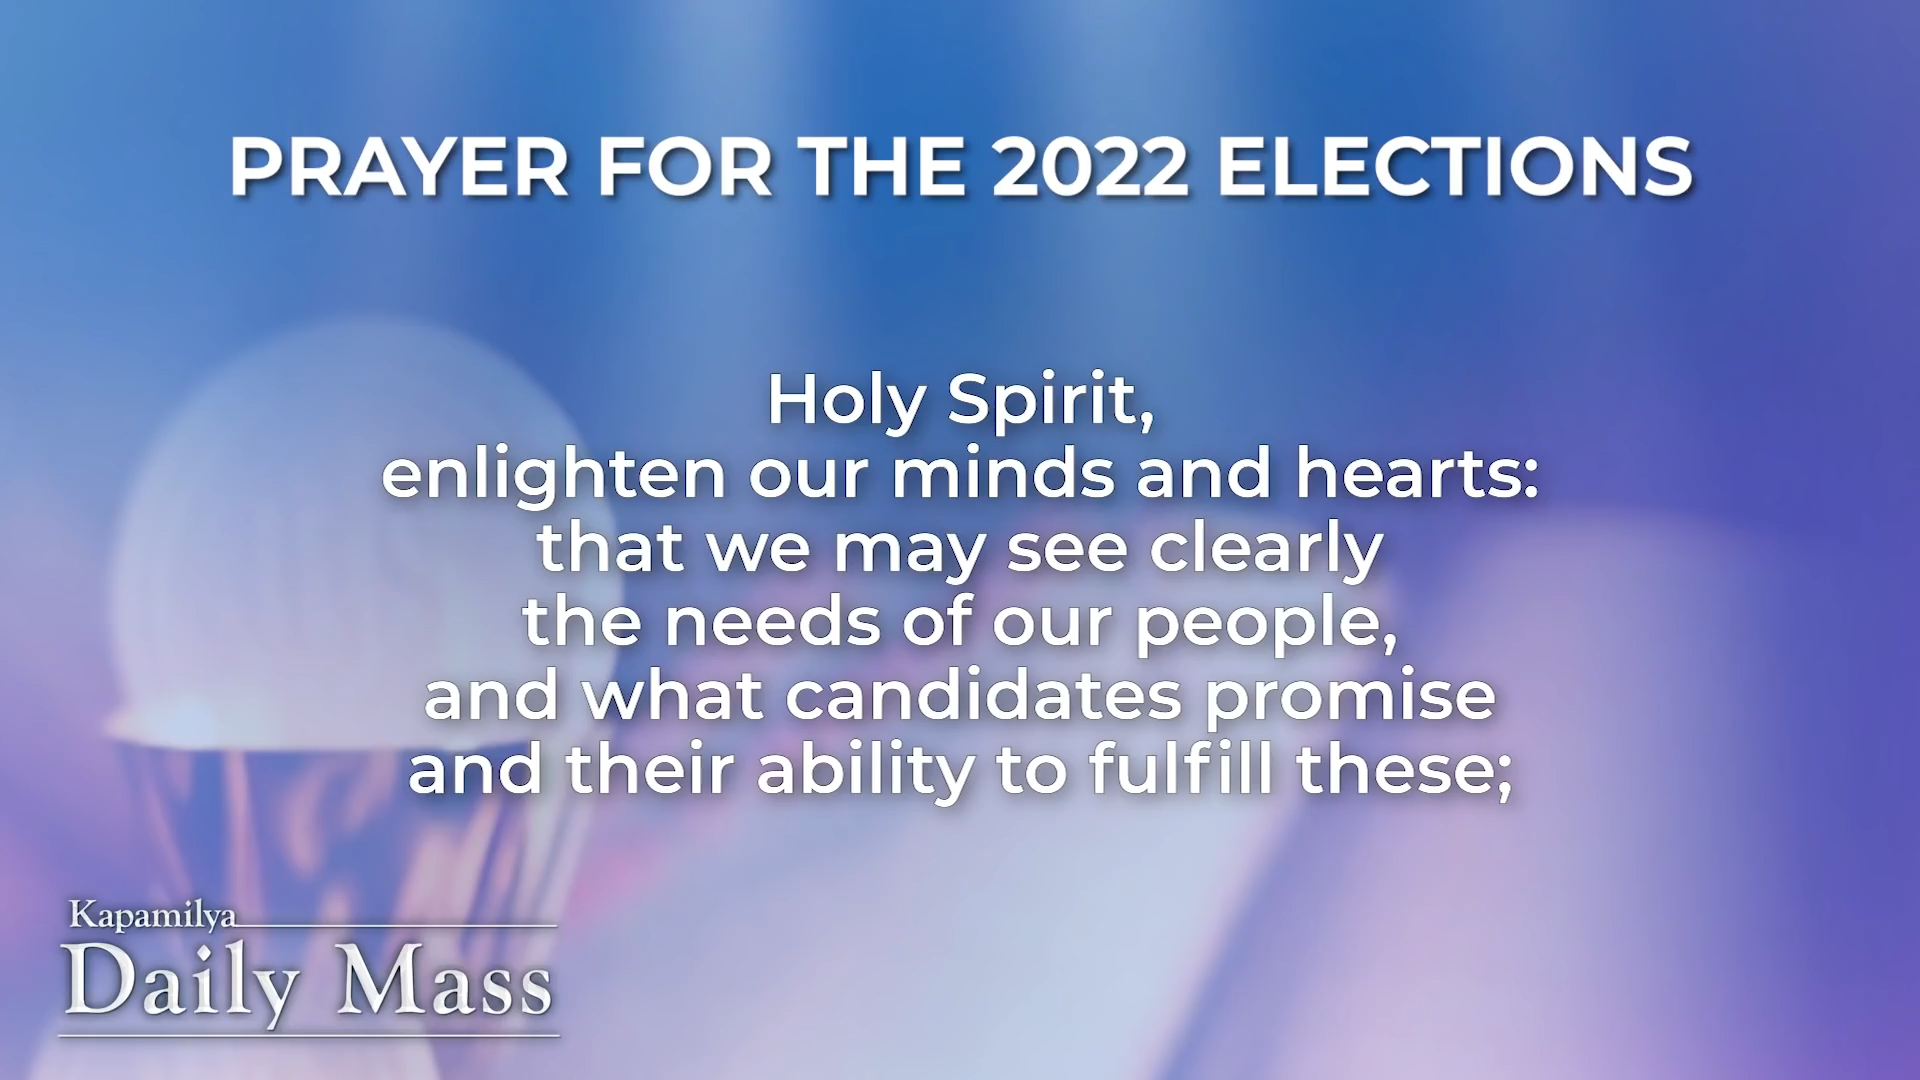 PRAYER FOR THE 2022 ELECTIONS
Holy Spirit,
enlighten our minds and hearts:
that we may see clearly
the needs of our people,
and what candidates promise
and their ability to fulfill these;
Kapamilya
Daily Mass